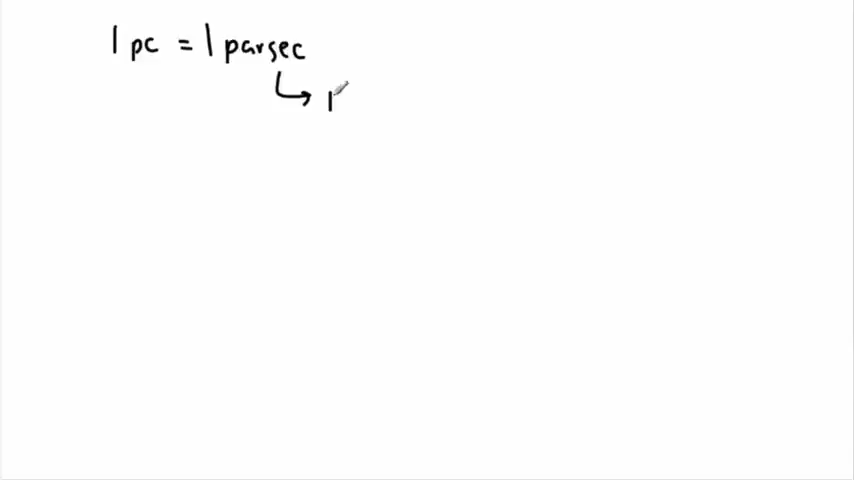 1 pc = 1 parsec